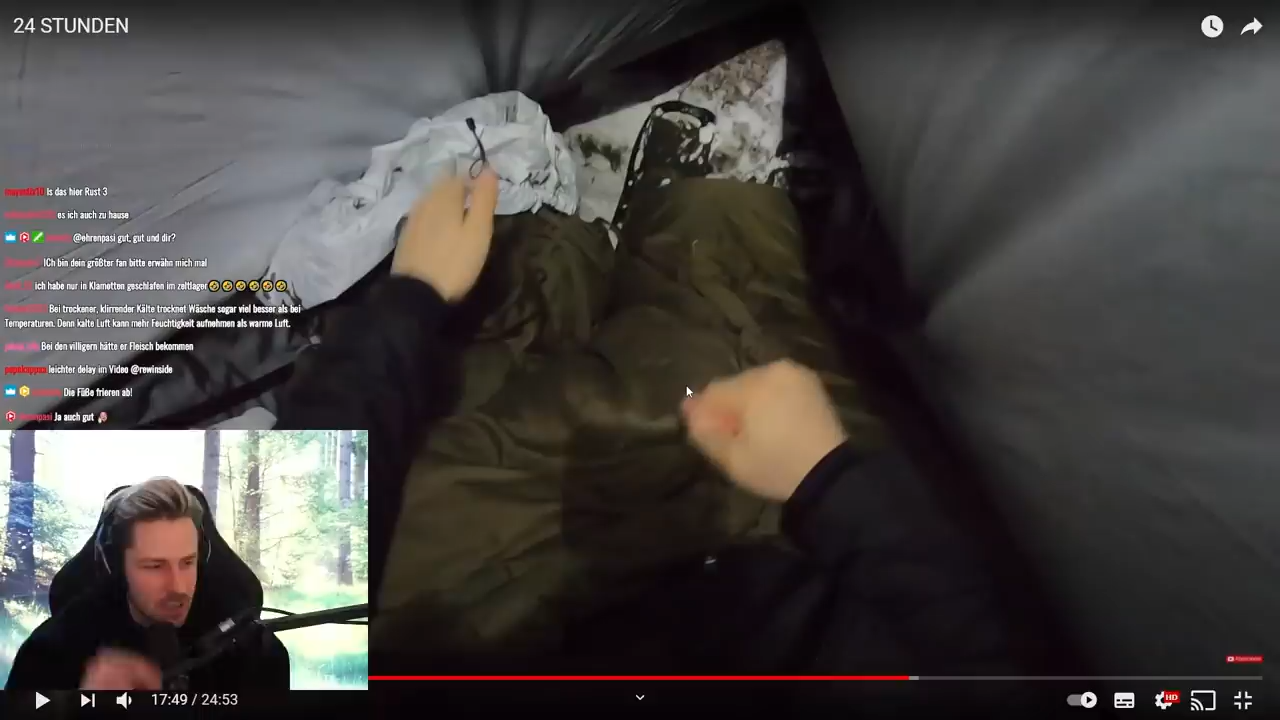 24 STUNDEN
Is das hier Rust 3
es ich auch zu hause
@ehrenpasi gut, gut und dir?
ICh bin dein größter fan bitte erwähn mich mal
ich habe nur in Klamotten geschlafen im zeltlager
Bei trockener, klirrender Kälte trocknet Wäsche sogar viel besser als bei
Temperaturen. Denn kalte Luft kann mehr Feuchtigkeit aufnehmen als warme Luft.
Bei den villigern hätte er Fleisch bekommen
leichter delay im Video @rewinside
Die Füße frieren ab!
Ja auch gut
17:49 / 24:53
HD